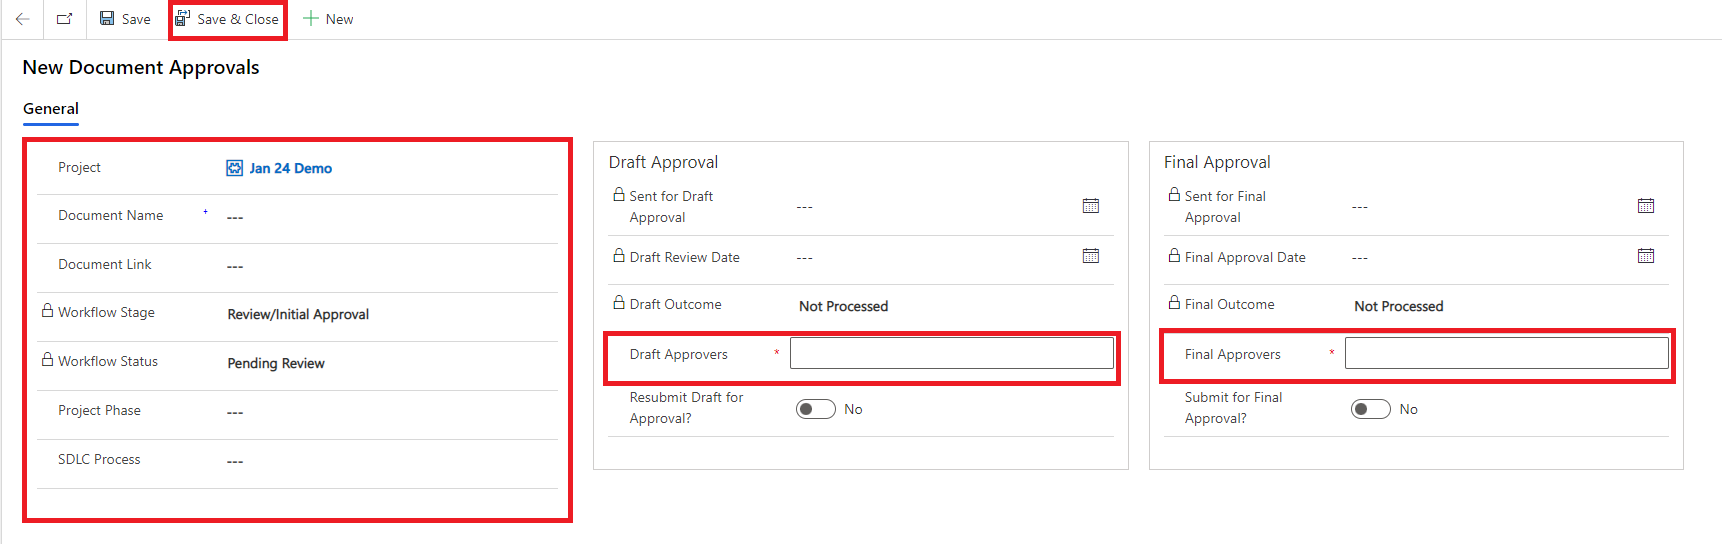 Save
Save & Close
New
New Document Approvals
General
Project
Jan 24 Demo
Document Name + ---
Document Link ---
Workflow Stage Review/Initial Approval
Workflow Status Pending Review
Project Phase ---
SDLC Process ---
Draft Approval
Sent for Draft
Approval
---
Draft Review Date ---
Draft Outcome Not Processed
Draft Approvers *
Resubmit Draft for
Approval?
No
Final Approval
Sent for Final
Approval
---
Final Approval Date ---
Final Outcome Not Processed
Final Approvers *
Submit for Final
Approval?
No